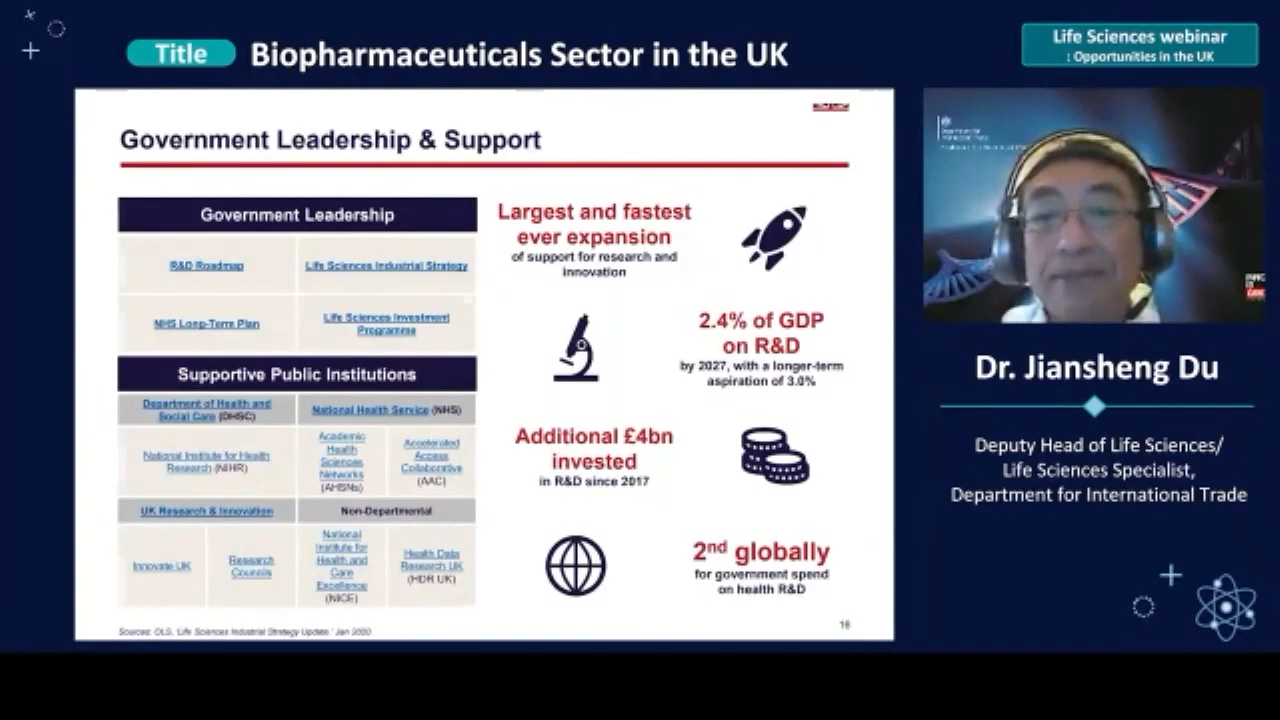 Title
Biopharmaceuticals Sector in the UK
Life Sciences webinar
: Opportunities in the UK
Government Leadership & Support
Government Leadership
R&D Roadmap
Life Sciences Industrial Strategy
NHS Long-Term Plan
Life Sciences Investment
Programme
Supportive Public Institutions
Department of Health and
Social Care (DHSC)
National Health Service (NHS)
National Institute for Health
Research (NIHR)
Academic
Health
Sciences
Networks
(AHSNs)
Accelerated
Access
Collaborative
(AAC)
UK Research & Innovation
Non-Departmental
Innovate UK
Research
Councils
National
Institute for
Health and
Care
Excellence
(NICE)
Health Data
Research UK
(HDR UK)
Largest and fastest
ever expansion
of support for research and
innovation
2.4% of GDP
on R&D
by 2027, with a longer-term
aspiration of 3.0%
Additional £4bn
invested
in R&D since 2017
2nd globally
for government spend
on health R&D
Sources: OLS, 'Life Sciences Industrial Strategy Update,' Jan 2020
16
Dr. Jiansheng Du
Deputy Head of Life Sciences/
Life Sciences Specialist,
Department for International Trade